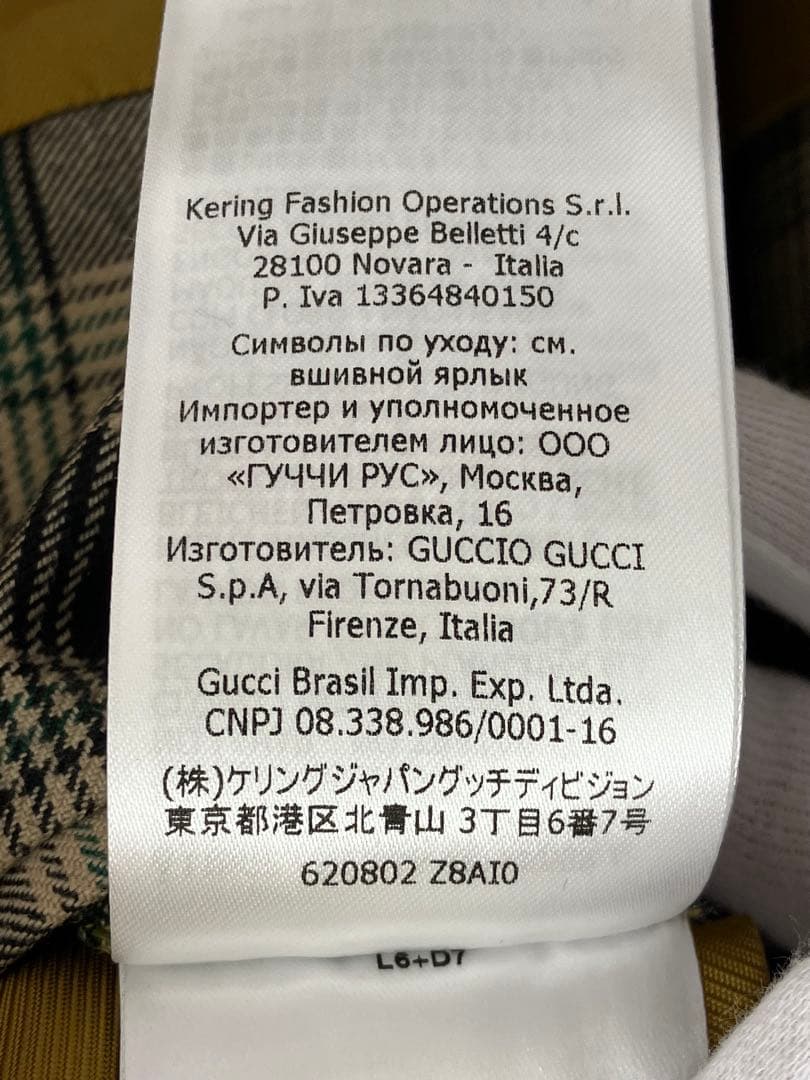 Kering Fashion Operations S.r.l.
Via Giuseppe Belletti 4/c
28100 Novara - Italia
P. Iva 13364840150
Символы по уходу: см.
вшивной ярлык
Импортер и уполномоченное
изготовителем лицо: ООО
«ГУЧЧИ РУС», Москва,
Петровка, 16
Изготовитель: GUCCIO GUCCI
S.p.A, via Tornabuoni,73/R
Firenze, Italia
Gucci Brasil Imp. Exp. Ltda.
CNPJ 08.338.986/0001-16
(株)ケリングジャパングッチディビジョン
東京都港区北青山 3丁目6番7号
620802 Z8AI0
L6+D7